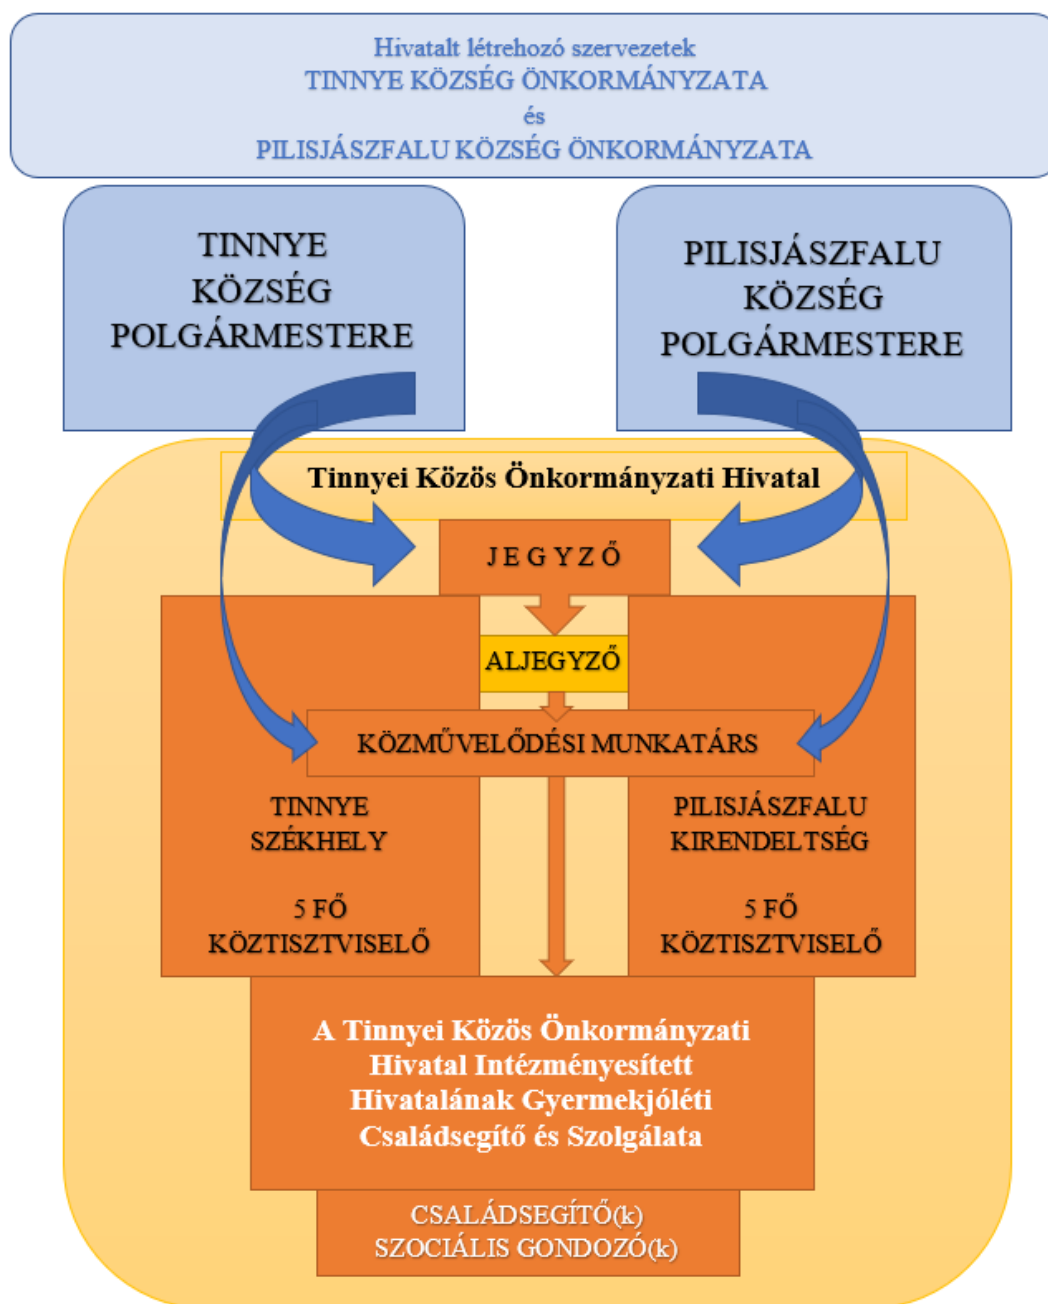 Hivatalt létrehozó szervezetek
TINNYE KÖZSÉG ÖNKORMÁNYZATA
és
PILISJÁSZFALU KÖZSÉG ÖNKORMÁNYZATA
TINNYE
KÖZSÉG
POLGÁRMESTERE
PILISJÁSZFALU
KÖZSÉG
POLGÁRMESTERE
Tinnyei Közös Önkormányzati Hivatal
J E G Y Z Ő
ALJEGYZŐ
KÖZMŰVELŐDÉSI MUNKATÁRS
TINNYE
SZÉKHELY
5 FŐ
KÖZTISZTVISELŐ
PILISJÁSZFALU
KIRENDELTSÉG
5 FŐ
KÖZTISZTVISELŐ
A Tinnyei Közös Önkormányzati
Hivatal Intézményesített
Hivatalának Gyermekjóléti
Családsegítő és Szolgálata
CSALÁDSEGÍTŐ(k)
SZOCIÁLIS GONDOZÓ(k)